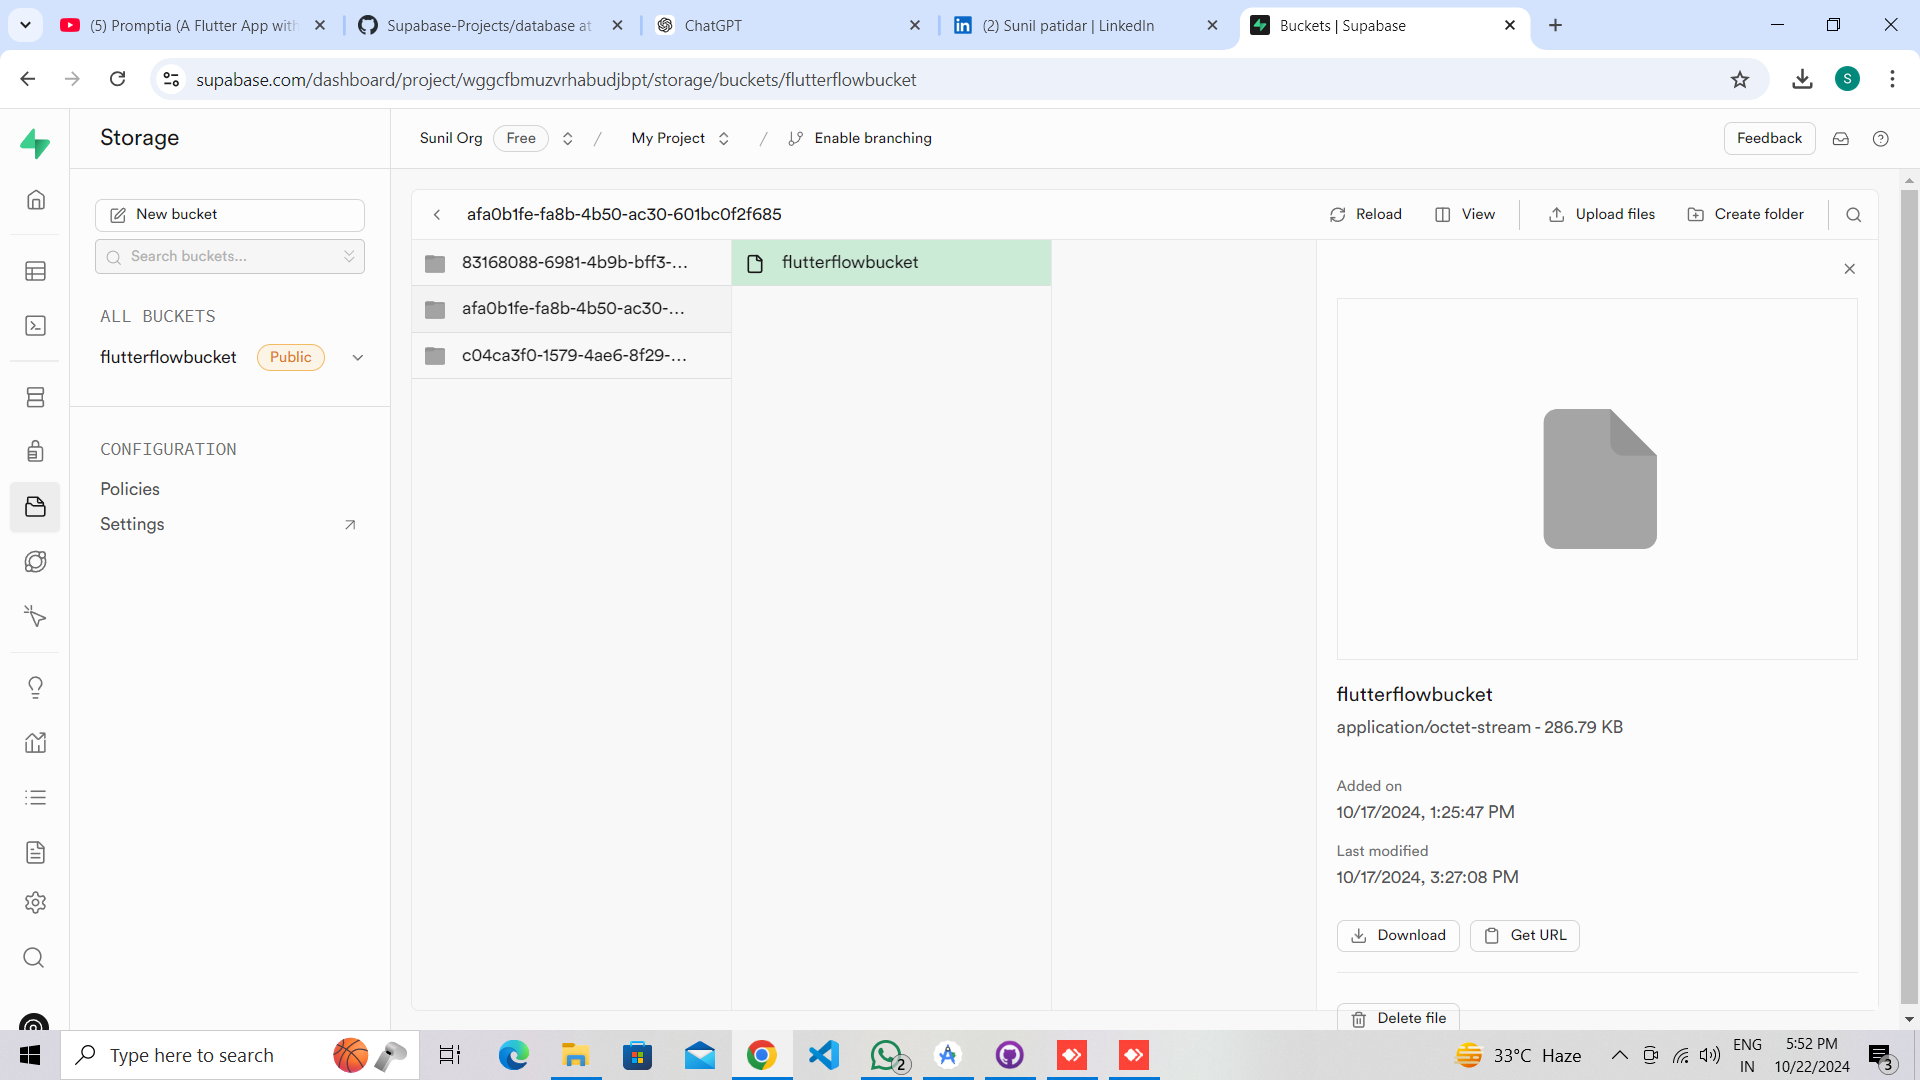 (5) Promptia (A Flutter App with
Supabase-Projects/database at
ChatGPT
(2) Sunil patidar | LinkedIn
Buckets | Supabase
supabase.com/dashboard/project/wggcfbmuzvrhabudjbpt/storage/buckets/flutterflowbucket
S
Storage
Sunil Org
Free
/
My Project
/
Enable branching
Feedback
New bucket
Search buckets...
ALL BUCKETS
flutterflowbucket
Public
CONFIGURATION
Policies
Settings
afa0b1fe-fa8b-4b50-ac30-601bc0f2f685
Reload
View
Upload files
Create folder
83168088-6981-4b9b-bff3-...
afa0b1fe-fa8b-4b50-ac30-...
c04ca3f0-1579-4ae6-8f29-...
flutterflowbucket
flutterflowbucket
application/octet-stream - 286.79 KB
Added on
10/17/2024, 1:25:47 PM
Last modified
10/17/2024, 3:27:08 PM
Download
Get URL
Delete file
Type here to search
2
33°C Haze
ENG
IN
5:52 PM
10/22/2024
3